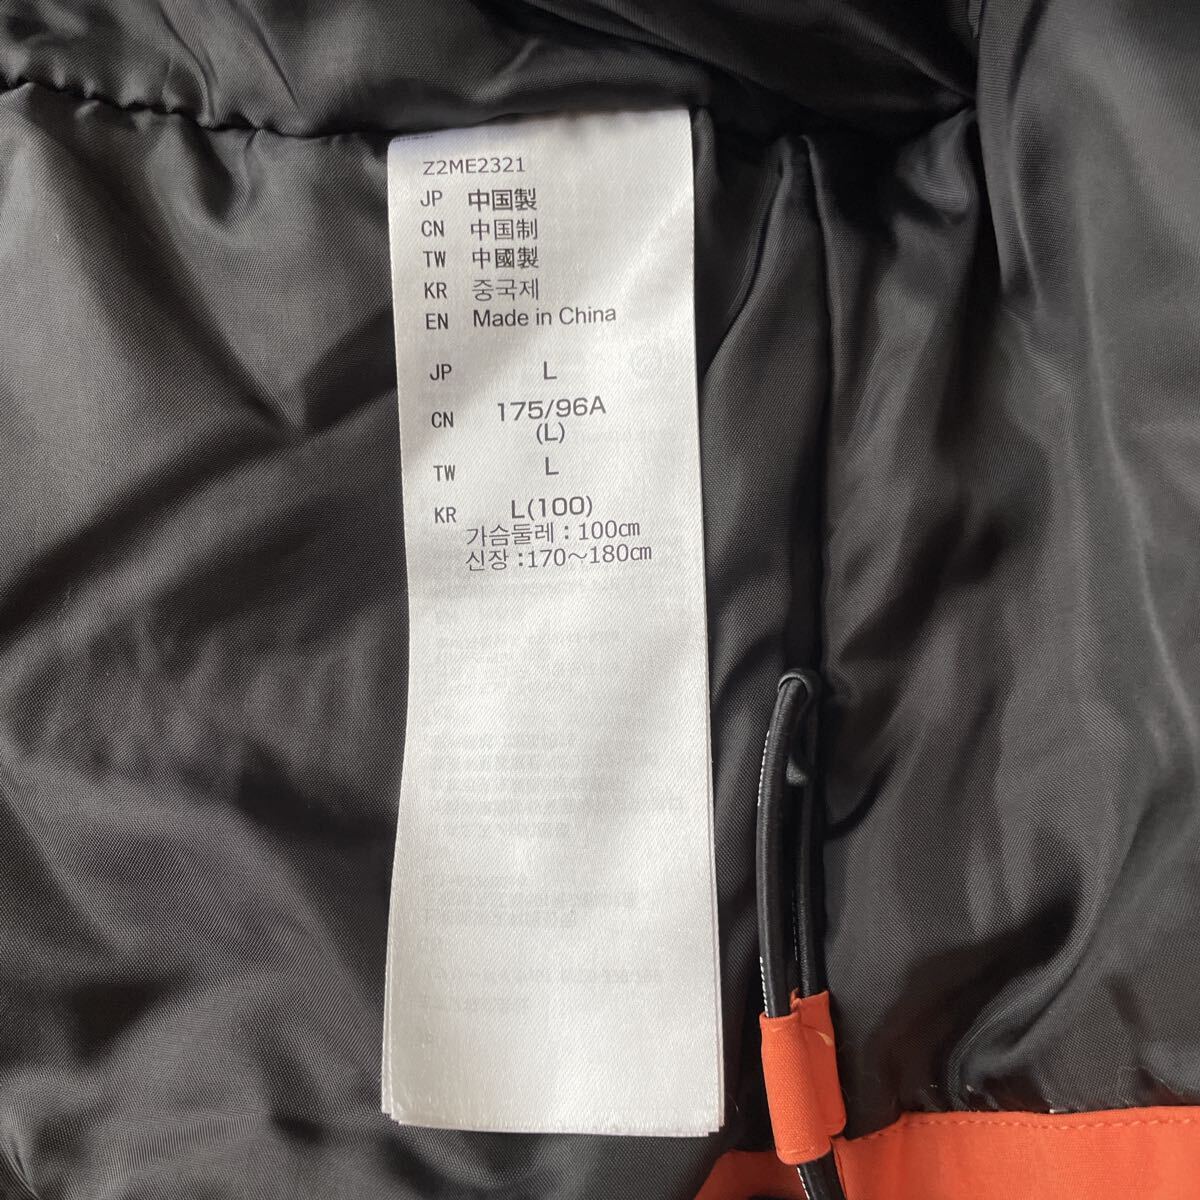 Z2ME2321
JP 中国製
CN 中国制
TW 中國製
KR 중국제
EN Made in China
JP L
CN 175/96A
(L)
TW L
KR L(100)
가슴둘레 : 100㎝
신장 : 170～180㎝